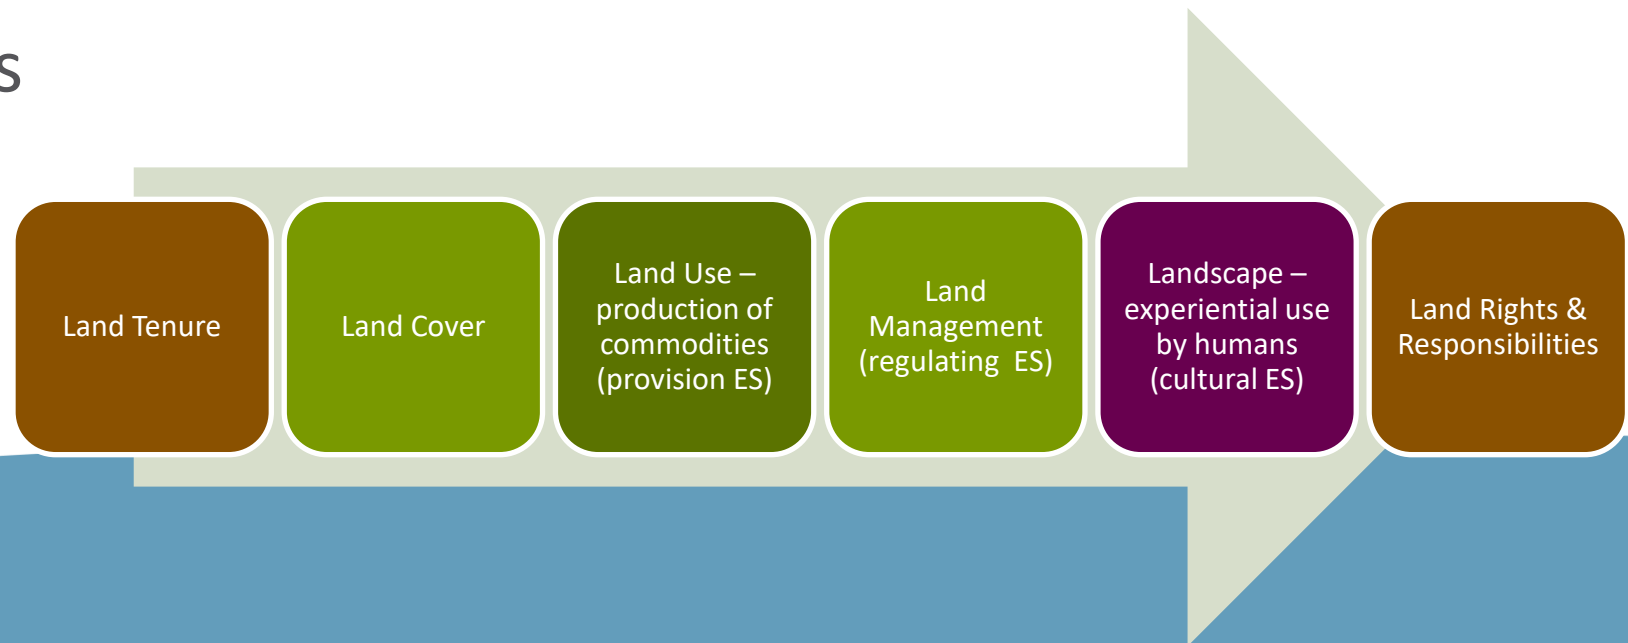 s
Land Tenure
Land Cover
Land Use –
production of
commodities
(provision ES)
Land
Management
(regulating  ES)
Landscape –
experiential use
by humans
(cultural ES)
Land Rights &
Responsibilities